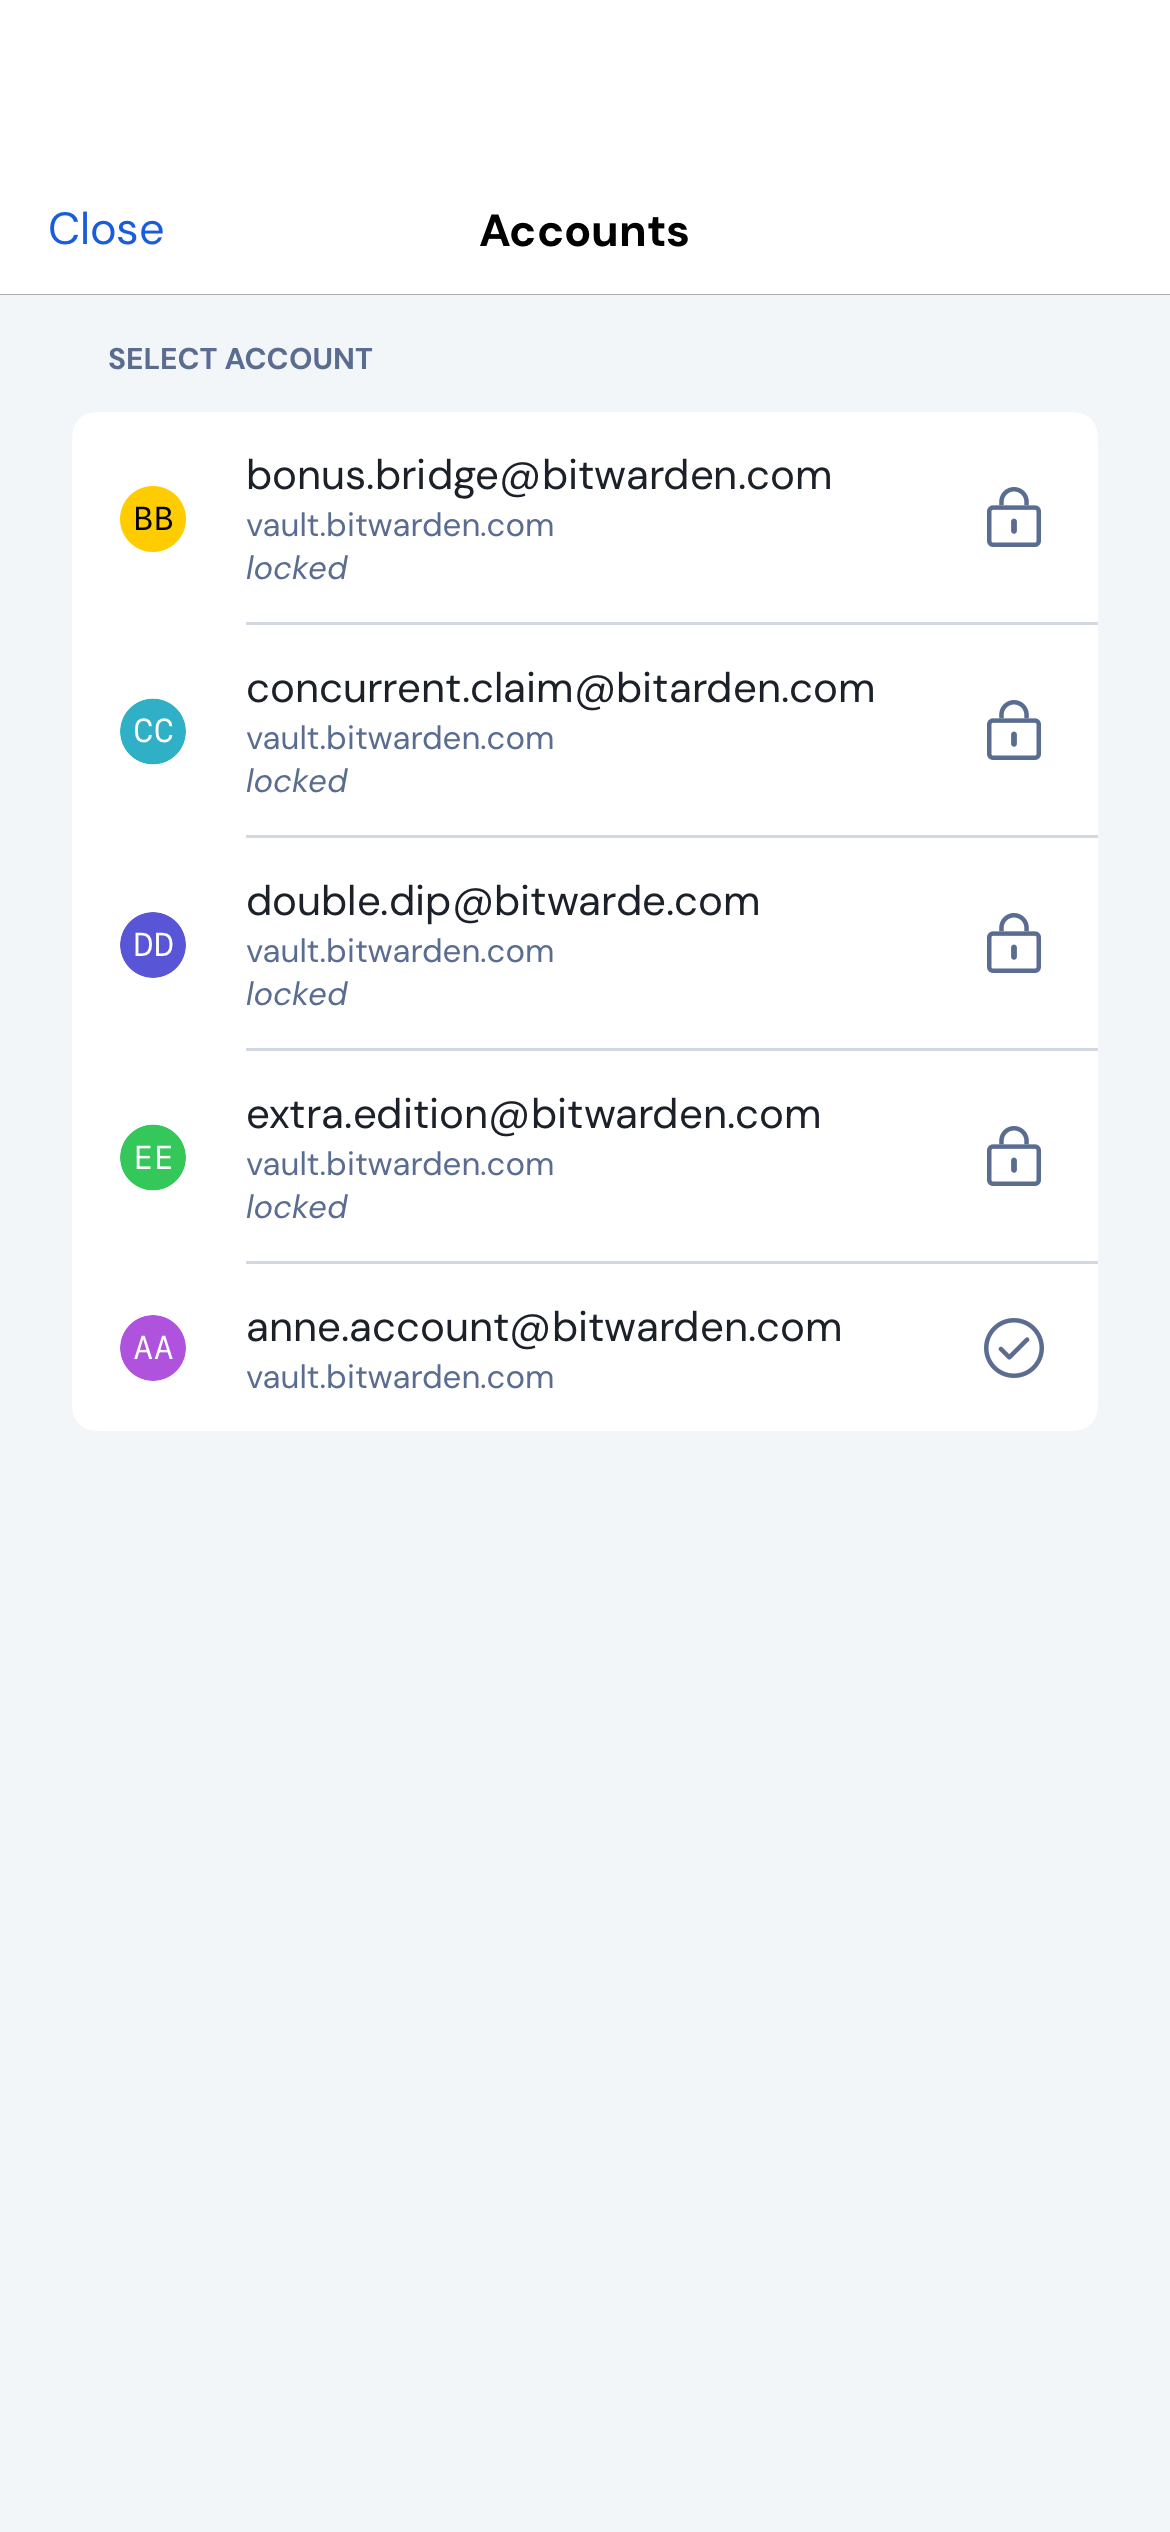 Close
Accounts
SELECT ACCOUNT
BB
bonus.bridge@bitwarden.com
vault.bitwarden.com
locked
CC
concurrent.claim@bitarden.com
vault.bitwarden.com
locked
DD
double.dip@bitwarde.com
vault.bitwarden.com
locked
EE
extra.edition@bitwarden.com
vault.bitwarden.com
locked
AA
anne.account@bitwarden.com
vault.bitwarden.com